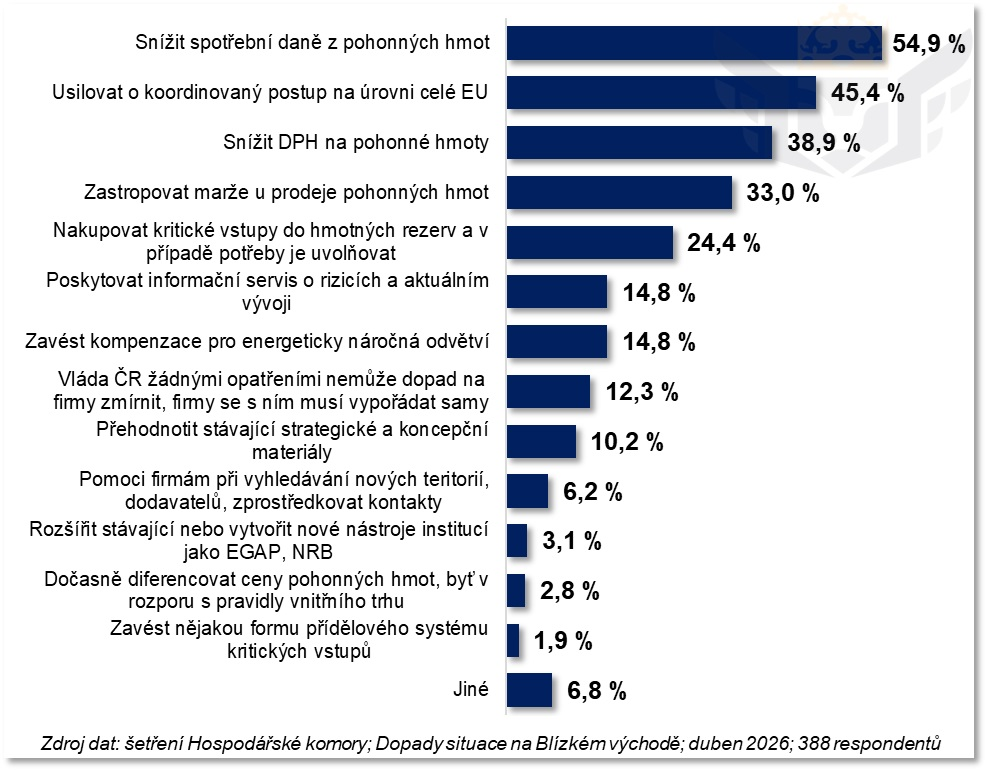 Snížit spotřební daně z pohonných hmot
54,9 %
Usilovat o koordinovaný postup na úrovni celé EU
45,4 %
Snížit DPH na pohonné hmoty
38,9 %
Zastropovat marže u prodeje pohonných hmot
33,0 %
Nakupovat kritické vstupy do hmotných rezerv a v
případě potřeby je uvolňovat
24,4 %
Poskytovat informační servis o rizicích a aktuálním
vývoji
14,8 %
Zavést kompenzace pro energeticky náročná odvětví
14,8 %
Vláda ČR žádnými opatřeními nemůže dopad na
firmy zmírnit, firmy se s ním musí vypořádat samy
12,3 %
Přehodnotit stávající strategické a koncepční
materiály
10,2 %
Pomoci firmám při vyhledávání nových teritorií,
dodavatelů, zprostředkovat kontakty
6,2 %
Rozšířit stávající nebo vytvořit nové nástroje institucí
jako EGAP, NRB
3,1 %
Dočasně diferencovat ceny pohonných hmot, byť v
rozporu s pravidly vnitřního trhu
2,8 %
Zavést nějakou formu přídělového systému
kritických vstupů
1,9 %
Jiné
6,8 %
Zdroj dat: šetření Hospodářské komory; Dopady situace na Blízkém východě; duben 2026; 388 respondentů